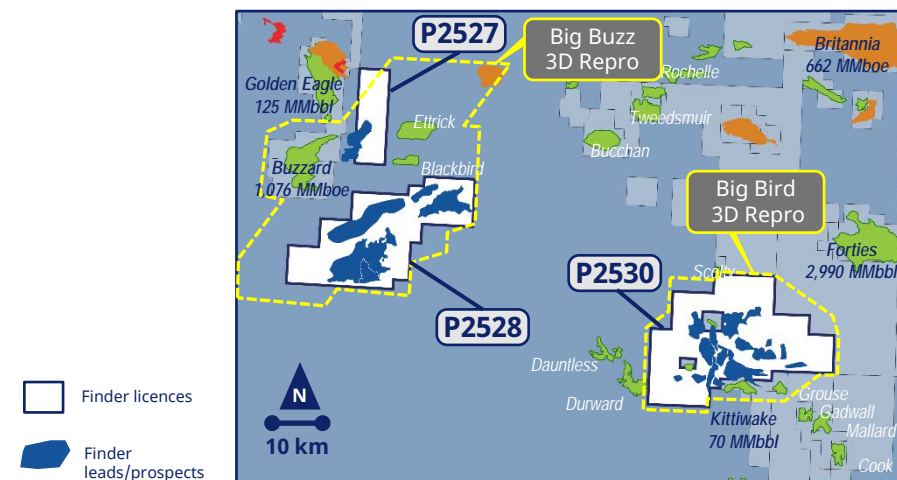 P2527
Big Buzz
3D Repro
Britannia
662 MMboe
Golden Eagle
125 MMbbl
Rochelle
Tweedsmuir
Ettrick
Bucchan
Buzzard
1,076 MMboe
Blackbird
Big Bird
3D Repro
Forties
2,990 MMbbl
P2530
Scolty
P2528
Dauntless
Durward
Finder licences
N
10 km
Kittiwake
70 MMbbl
Grouse
Gadwall
Mallard
Cook
Finder
leads/prospects